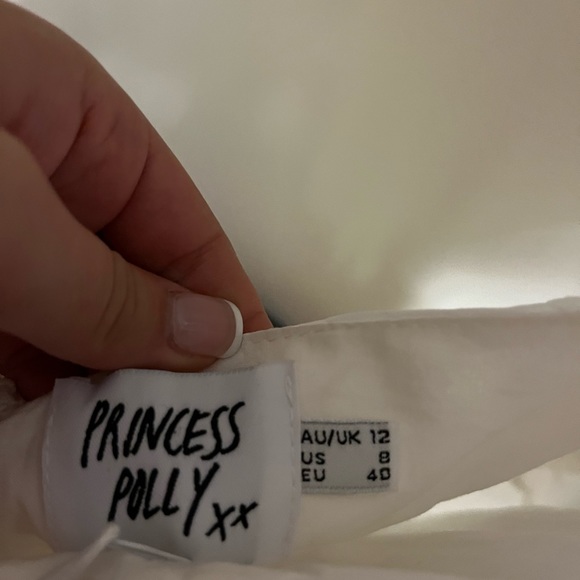 PRINCESS
POLLY xx
AU/UK 12
US 8
EU 40